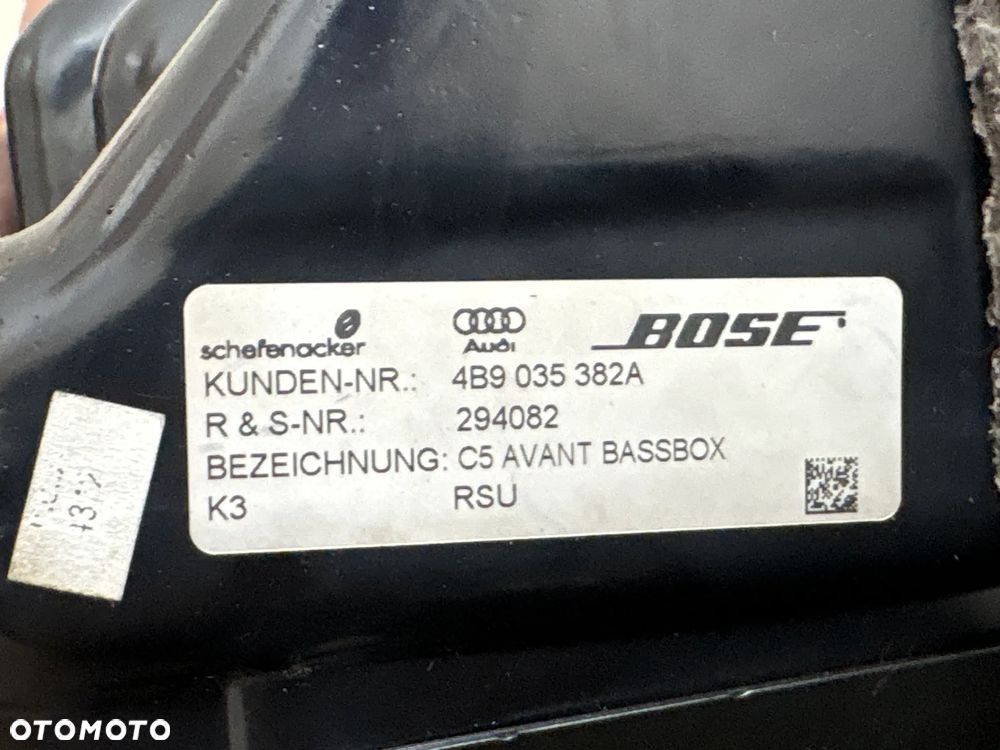 schefenacker
Audi
BOSE
KUNDEN-NR.: 4B9 035 382A
R & S-NR.: 294082
BEZEICHNUNG: C5 AVANT BASSBOX
K3 RSU
OTOMOTO